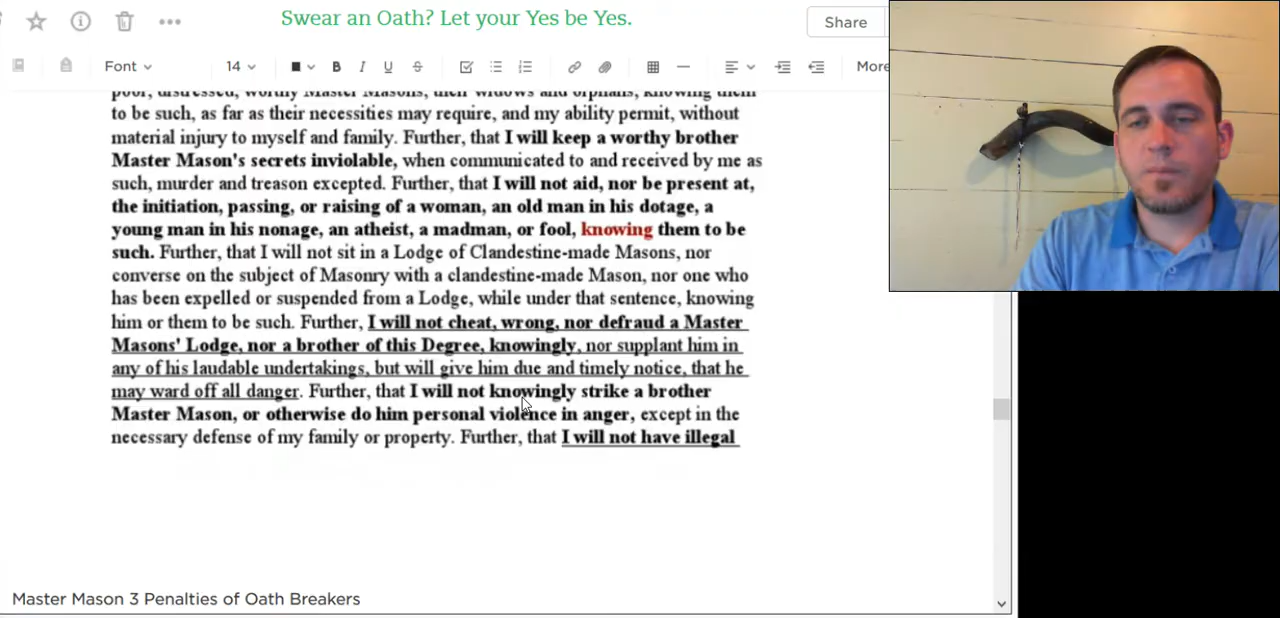 Swear an Oath? Let your Yes be Yes.
Share
Font
14
B
I
U
S
More
poor, distressed, worthy Master Masons, their widows and orphans, knowing them
to be such, as far as their necessities may require, and my ability permit, without
material injury to myself and family. Further, that I will keep a worthy brother
Master Mason's secrets inviolable, when communicated to and received by me as
such, murder and treason excepted. Further, that I will not aid, nor be present at,
the initiation, passing, or raising of a woman, an old man in his dotage, a
young man in his nonage, an atheist, a madman, or fool, knowing them to be
such. Further, that I will not sit in a Lodge of Clandestine-made Masons, nor
converse on the subject of Masonry with a clandestine-made Mason, nor one who
has been expelled or suspended from a Lodge, while under that sentence, knowing
him or them to be such. Further, I will not cheat, wrong, nor defraud a Master
Masons' Lodge, nor a brother of this Degree, knowingly, nor supplant him in
any of his laudable undertakings, but will give him due and timely notice, that he
may ward off all danger. Further, that I will not knowingly strike a brother
Master Mason, or otherwise do him personal violence in anger, except in the
necessary defense of my family or property. Further, that I will not have illegal
Master Mason 3 Penalties of Oath Breakers